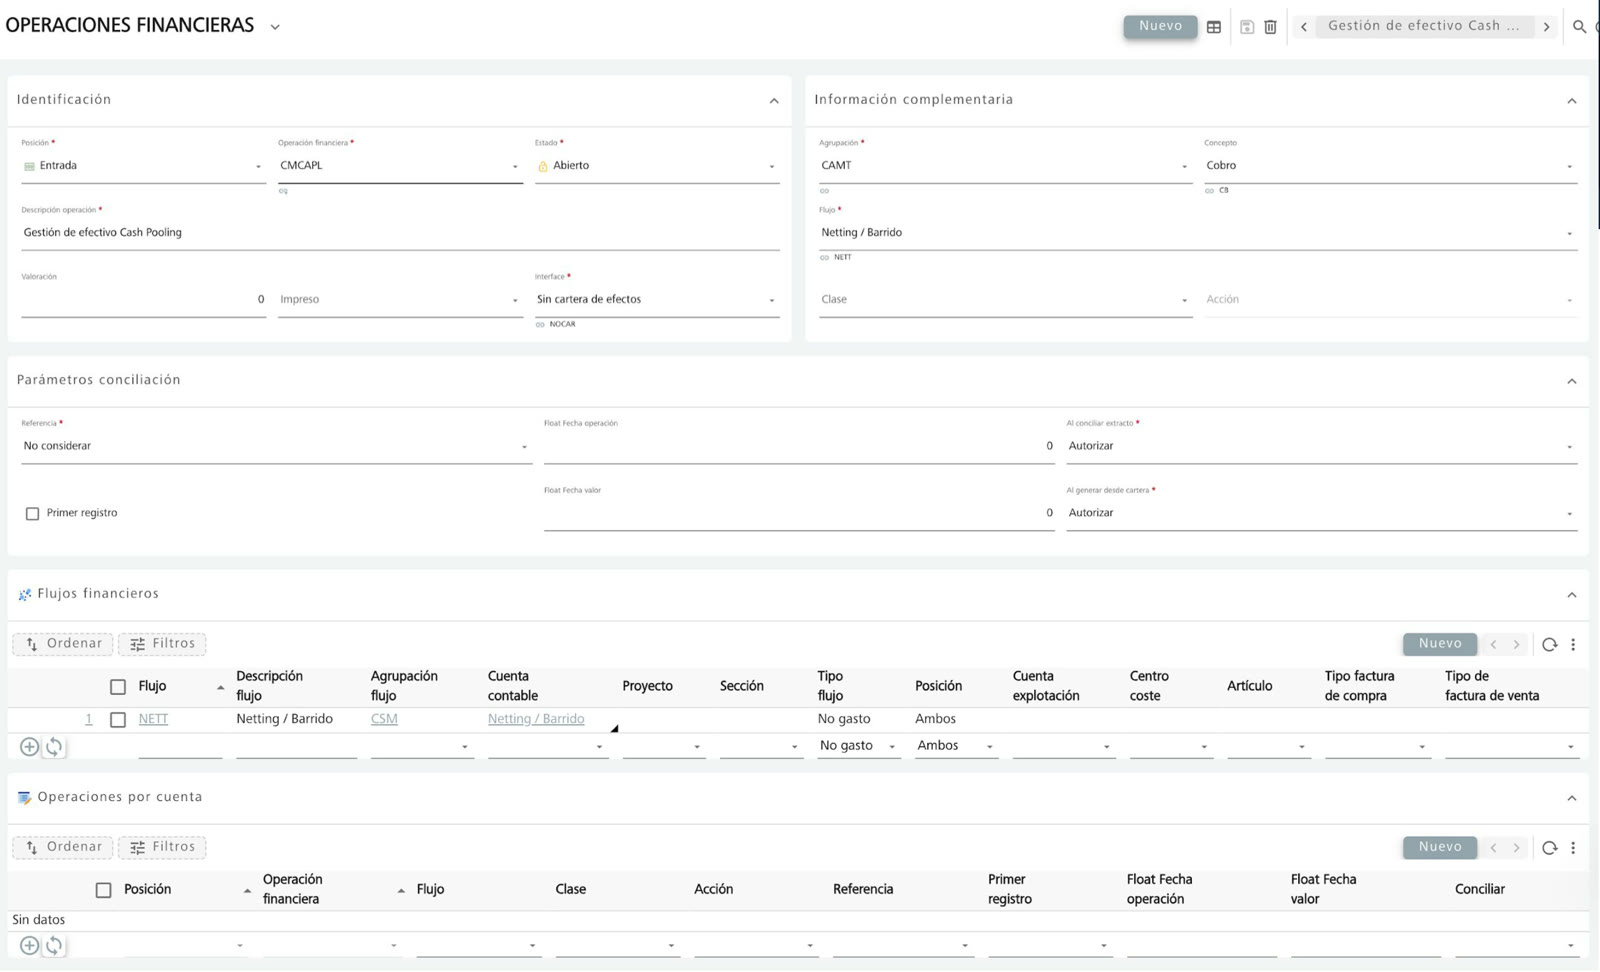 OPERACIONES FINANCIERAS
Nuevo
Gestión de efectivo Cash ...
Identificación
Información complementaria
Posición *
Operación financiera *
Estado *
Agrupación *
Concepto
Entrada
CMCAPL
Abierto
CAMT
Cobro
CB
Descripción operación *
Flujo *
Gestión de efectivo Cash Pooling
Netting / Barrido
NETT
Valoración
Interface *
0
Impreso
Sin cartera de efectos
Clase
Acción
NOCAR
Parámetros conciliación
Referencia *
Float Fecha operación
Al conciliar extracto *
No considerar
0
Autorizar
Float Fecha valor
Al generar desde cartera *
Primer registro
0
Autorizar
Flujos financieros
Ordenar
Filtros
Nuevo
Flujo
Descripción flujo
Agrupación flujo
Cuenta contable
Proyecto
Sección
Tipo flujo
Posición
Cuenta explotación
Centro coste
Artículo
Tipo factura de compra
Tipo de factura de venta
1
NETT
Netting / Barrido
CSM
Netting / Barrido
No gasto
Ambos
No gasto
Ambos
Operaciones por cuenta
Ordenar
Filtros
Nuevo
Posición
Operación financiera
Flujo
Clase
Acción
Referencia
Primer registro
Float Fecha operación
Float Fecha valor
Conciliar
Sin datos